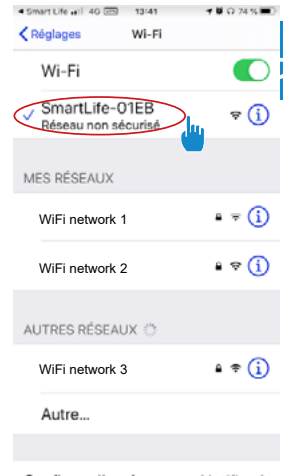 Smart Life 4G 13:41 74 %
Réglages Wi-Fi
Wi-Fi
SmartLife-01EB
Réseau non sécurisé
MES RÉSEAUX
WiFi network 1
WiFi network 2
AUTRES RÉSEAUX
WiFi network 3
Autre...